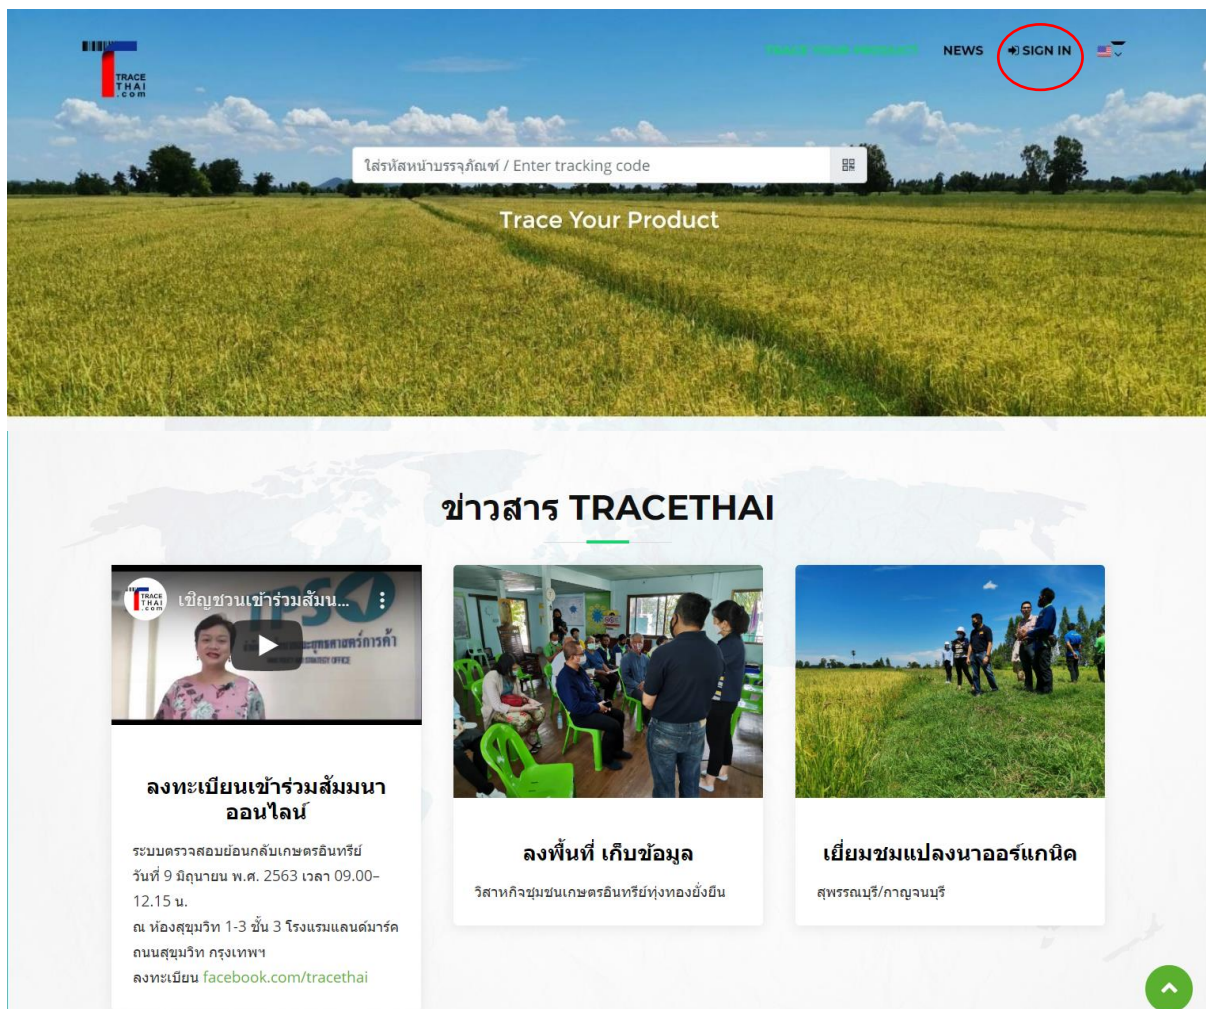 TRACE
THAI
.com
TRACE YOUR PRODUCT
NEWS
SIGN IN
ใส่รหัสหน้าบรรจุภัณฑ์ / Enter tracking code
Trace Your Product
ข่าวสาร TRACETHAI
TRACE
THAI
.com
เชิญชวนเข้าร่วมสัมน...
ลงทะเบียนเข้าร่วมสัมมนา
ออนไลน์
ระบบตรวจสอบย้อนกลับเกษตรอินทรีย์
วันที่ 9 มิถุนายน พ.ศ. 2563 เวลา 09.00–
12.15 น.
ณ ห้องสุขุมวิท 1-3 ชั้น 3 โรงแรมแลนด์มาร์ค
ถนนสุขุมวิท กรุงเทพฯ
ลงทะเบียน facebook.com/tracethai
ลงพื้นที่ เก็บข้อมูล
วิสาหกิจชุมชนเกษตรอินทรีย์ทุ่งทองยั่งยืน
เยี่ยมชมแปลงนาออร์แกนิค
สุพรรณบุรี/กาญจนบุรี